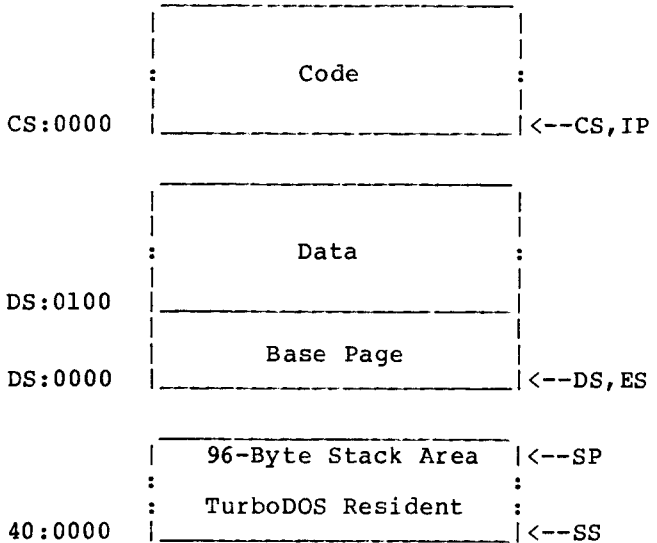 Code
CS:0000 <--CS,IP
Data
DS:0100
Base Page
DS:0000 <--DS,ES
96-Byte Stack Area <--SP
TurboDOS Resident
40:0000 <--SS